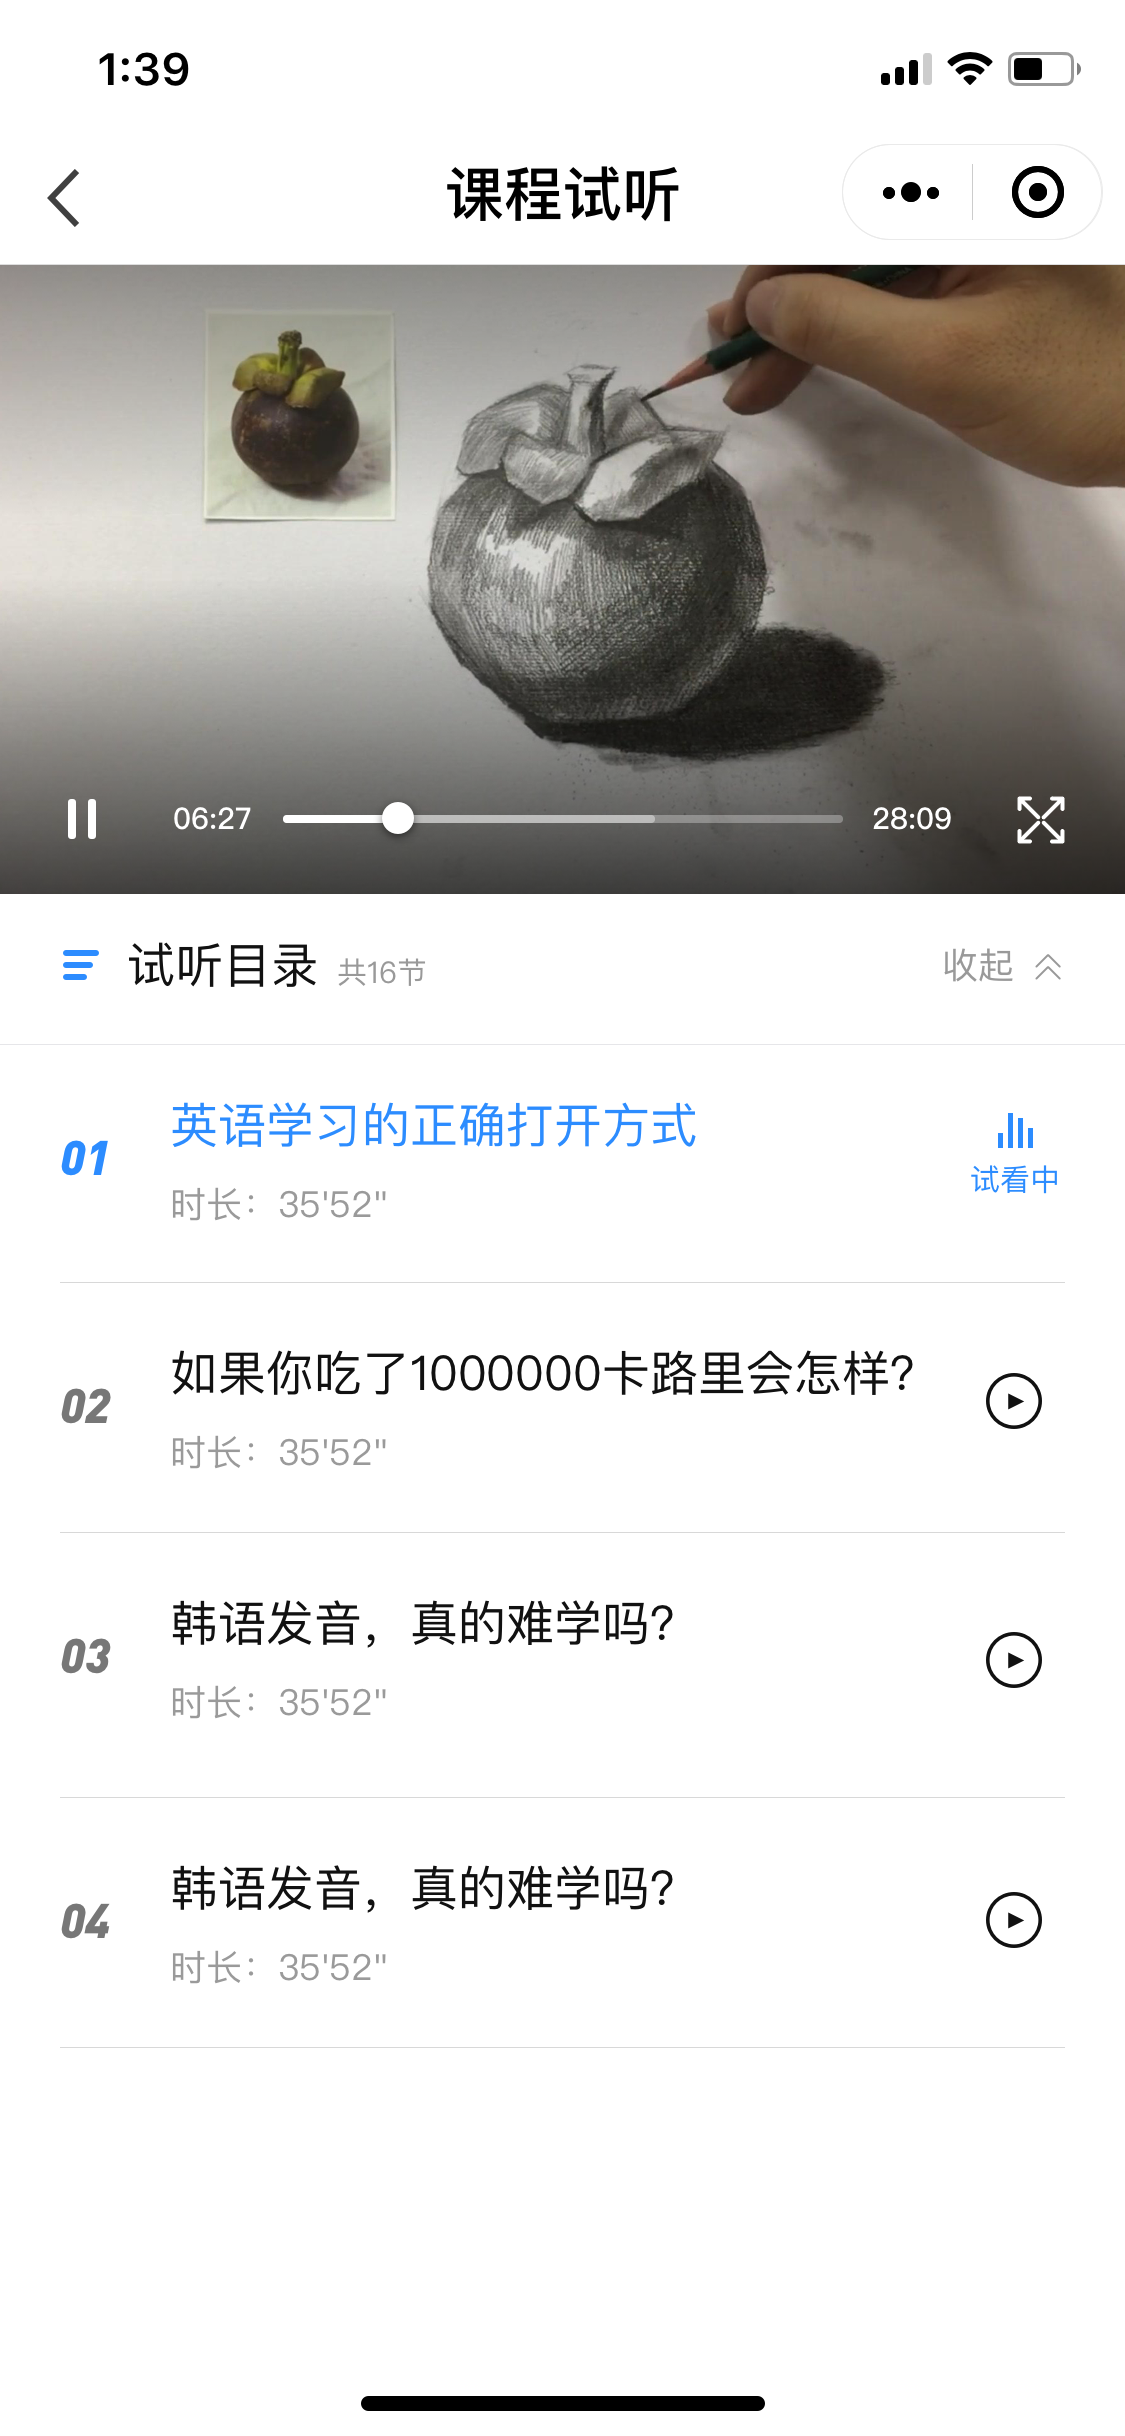 1:39
课程试听
06:27
28:09
试听目录 共16节
收起
01
英语学习的正确打开方式
时长：35'52"
试看中
02
如果你吃了1000000卡路里会怎样?
时长：35'52"
03
韩语发音，真的难学吗?
时长：35'52"
04
韩语发音，真的难学吗?
时长：35'52"